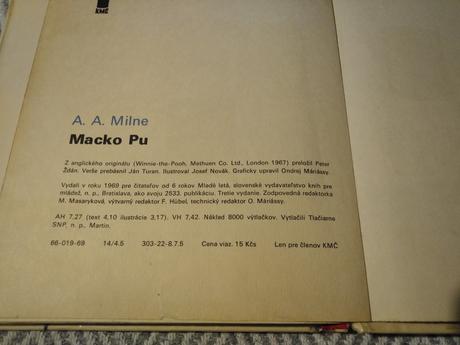 KMČ
A. A. Milne
Macko Pu
Z anglického originálu (Winnie-the-Pooh, Methuen Co. Ltd., London 1967) preložil Peter
Ždán. Verše prebásnil Ján Turan. Ilustroval Josef Novák. Graficky upravil Ondrej Máriássy.
Vydali v roku 1969 pre čitateľov od 6 rokov Mladé letá, slovenské vydavateľstvo kníh pre
mládež, n. p., Bratislava, ako svoju 2633. publikáciu. Tretie vydanie. Zodpovedná redaktorka
M. Masaryková, výtvarný redaktor F. Hübel, technický redaktor O. Máriássy.
AH 7,27 (text 4,10 ilustrácie 3,17). VH 7,42. Náklad 8000 výtlačkov. Vytlačili Tlačiarne
SNP, n. p., Martin.
66-019-69 14/4.5 303-22-8.7.5 Cena viaz. 15 Kčs Len pre členov KMČ